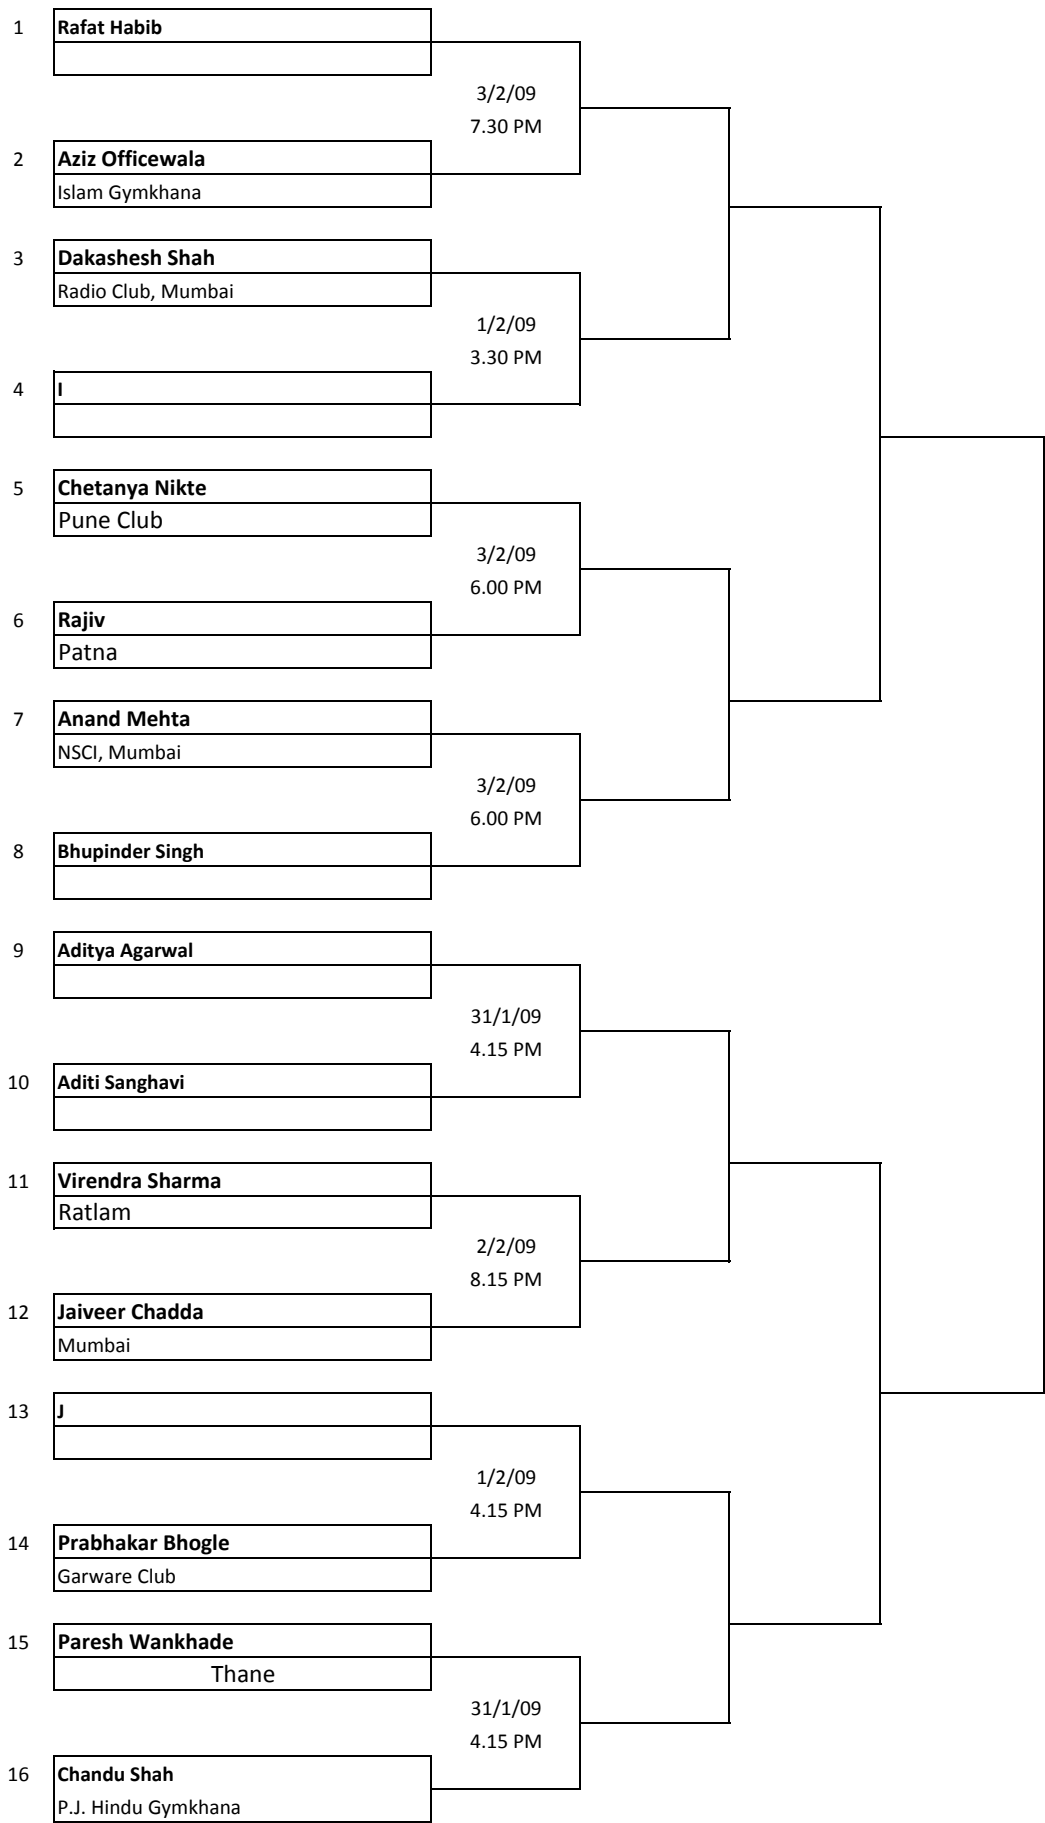 1 Rafat Habib
3/2/09
7.30 PM
2 Aziz Officewala
Islam Gymkhana
3 Dakashesh Shah
Radio Club, Mumbai
1/2/09
3.30 PM
4 I
5 Chetanya Nikte
Pune Club
3/2/09
6.00 PM
6 Rajiv
Patna
7 Anand Mehta
NSCI, Mumbai
3/2/09
6.00 PM
8 Bhupinder Singh
9 Aditya Agarwal
31/1/09
4.15 PM
10 Aditi Sanghavi
11 Virendra Sharma
Ratlam
2/2/09
8.15 PM
12 Jaiveer Chadda
Mumbai
13 J
1/2/09
4.15 PM
14 Prabhakar Bhogle
Garware Club
15 Paresh Wankhade
Thane
31/1/09
4.15 PM
16 Chandu Shah
P.J. Hindu Gymkhana